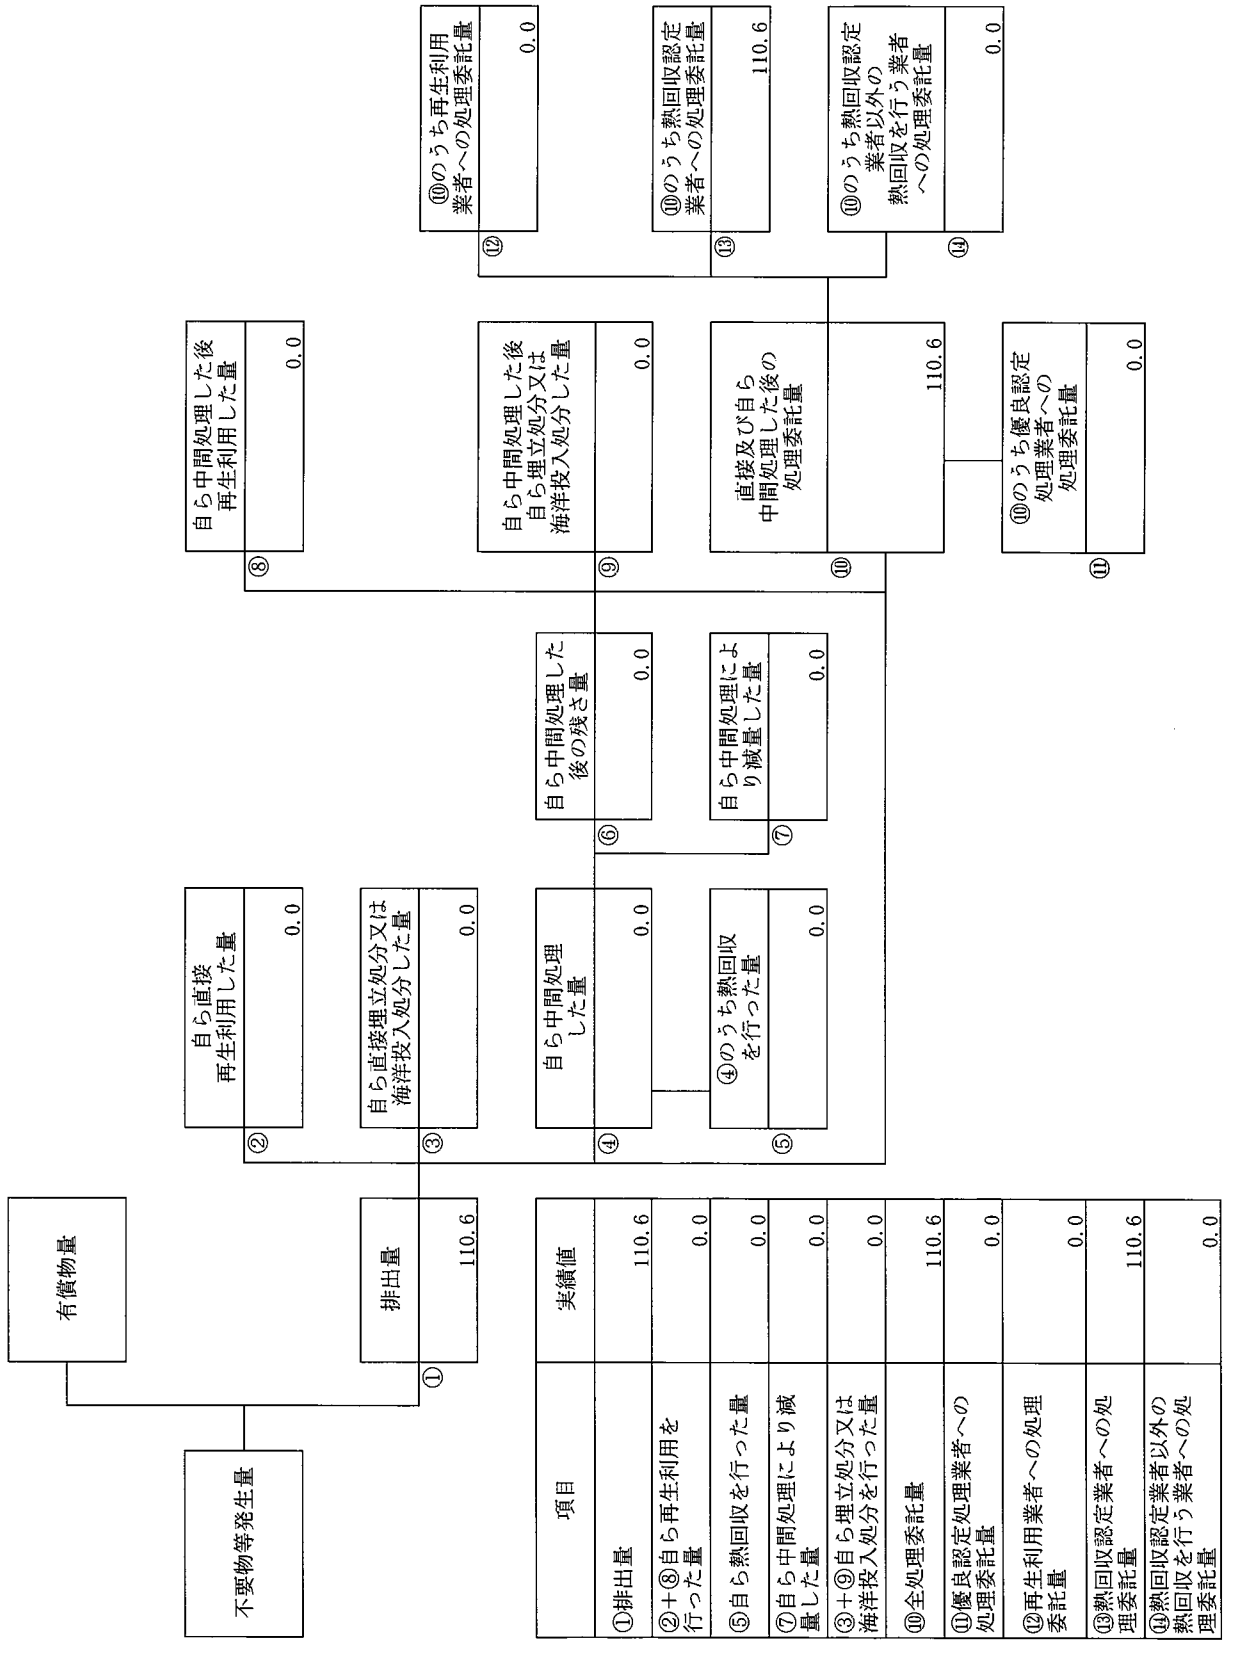 不要物等発生量
有償物量
排出量
①
110.6
自ら直接
再生利用した量
②
0.0
自ら直接埋立処分又は
海洋投入処分した量
③
0.0
自ら中間処理
した量
④
0.0
④のうち熱回収
を行った量
⑤
0.0
自ら中間処理した
後の残さ量
⑥
0.0
自ら中間処理によ
り減量した量
⑦
0.0
自ら中間処理した後
再生利用した量
⑧
0.0
自ら中間処理した後
自ら埋立処分又は
海洋投入処分した量
⑨
0.0
直接及び自ら
中間処理した後の
処理委託量
⑩
110.6
⑩のうち優良認定
処理業者への
処理委託量
⑪
0.0
⑩のうち再生利用
業者への処理委託量
⑫
0.0
⑩のうち熱回収認定
業者への処理委託量
⑬
110.6
⑩のうち熱回収認定
業者以外の
熱回収を行う業者
への処理委託量
⑭
0.0
項目 実績値
①排出量 110.6
②+⑧自ら再生利用を
行った量 0.0
⑤自ら熱回収を行った量 0.0
⑦自ら中間処理により減
量した量 0.0
③+⑨自ら埋立処分又は
海洋投入処分を行った量 0.0
⑩全処理委託量 110.6
⑪優良認定処理業者への
処理委託量 0.0
⑫再生利用業者への処理
委託量 0.0
⑬熱回収認定業者への処
理委託量 110.6
⑭熱回収認定業者以外の
熱回収を行う業者への処
理委託量 0.0